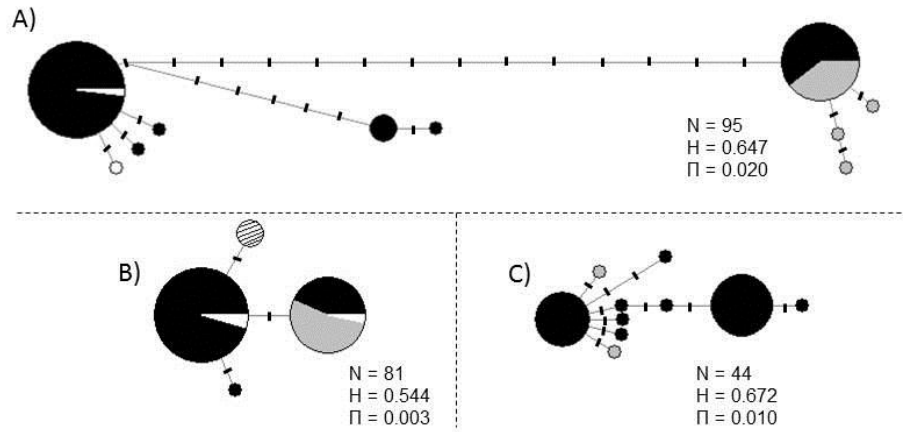 A)
N = 95
H = 0.647
Π = 0.020
B)
N = 81
H = 0.544
Π = 0.003
C)
N = 44
H = 0.672
Π = 0.010